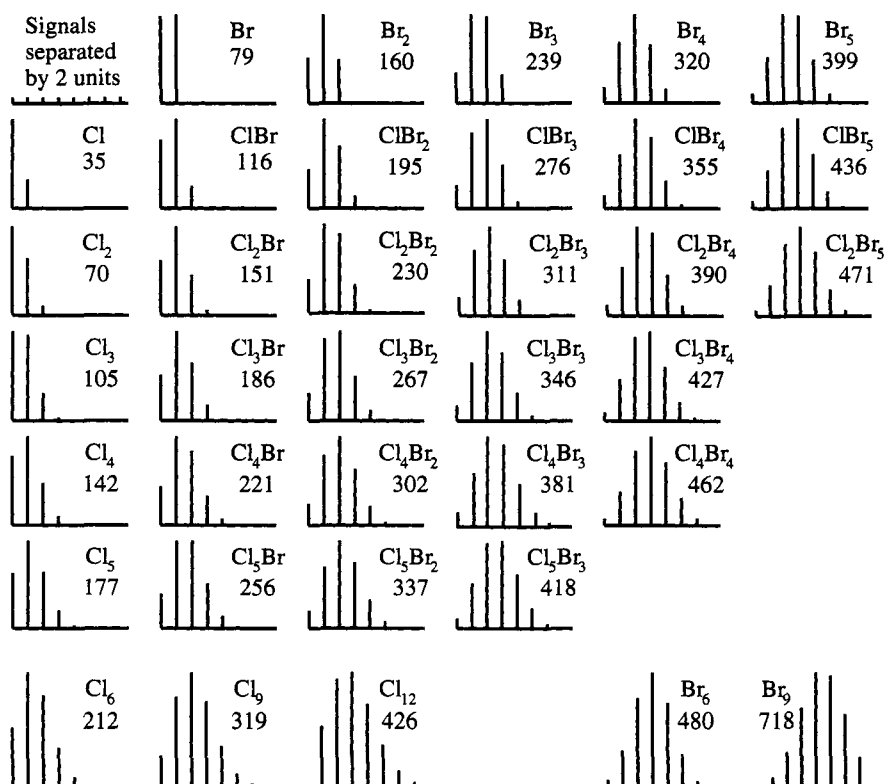 Signals
separated
by 2 units
Br
79
Br₂
160
Br₃
239
Br₄
320
Br₅
399
Cl
35
ClBr
116
ClBr₂
195
ClBr₃
276
ClBr₄
355
ClBr₅
436
Cl₂
70
Cl₂Br
151
Cl₂Br₂
230
Cl₂Br₃
311
Cl₂Br₄
390
Cl₂Br₅
471
Cl₃
105
Cl₃Br
186
Cl₃Br₂
267
Cl₃Br₃
346
Cl₃Br₄
427
Cl₄
142
Cl₄Br
221
Cl₄Br₂
302
Cl₄Br₃
381
Cl₄Br₄
462
Cl₅
177
Cl₅Br
256
Cl₅Br₂
337
Cl₅Br₃
418
Cl₆
212
Cl₉
319
Cl₁₂
426
Br₆
480
Br₉
718